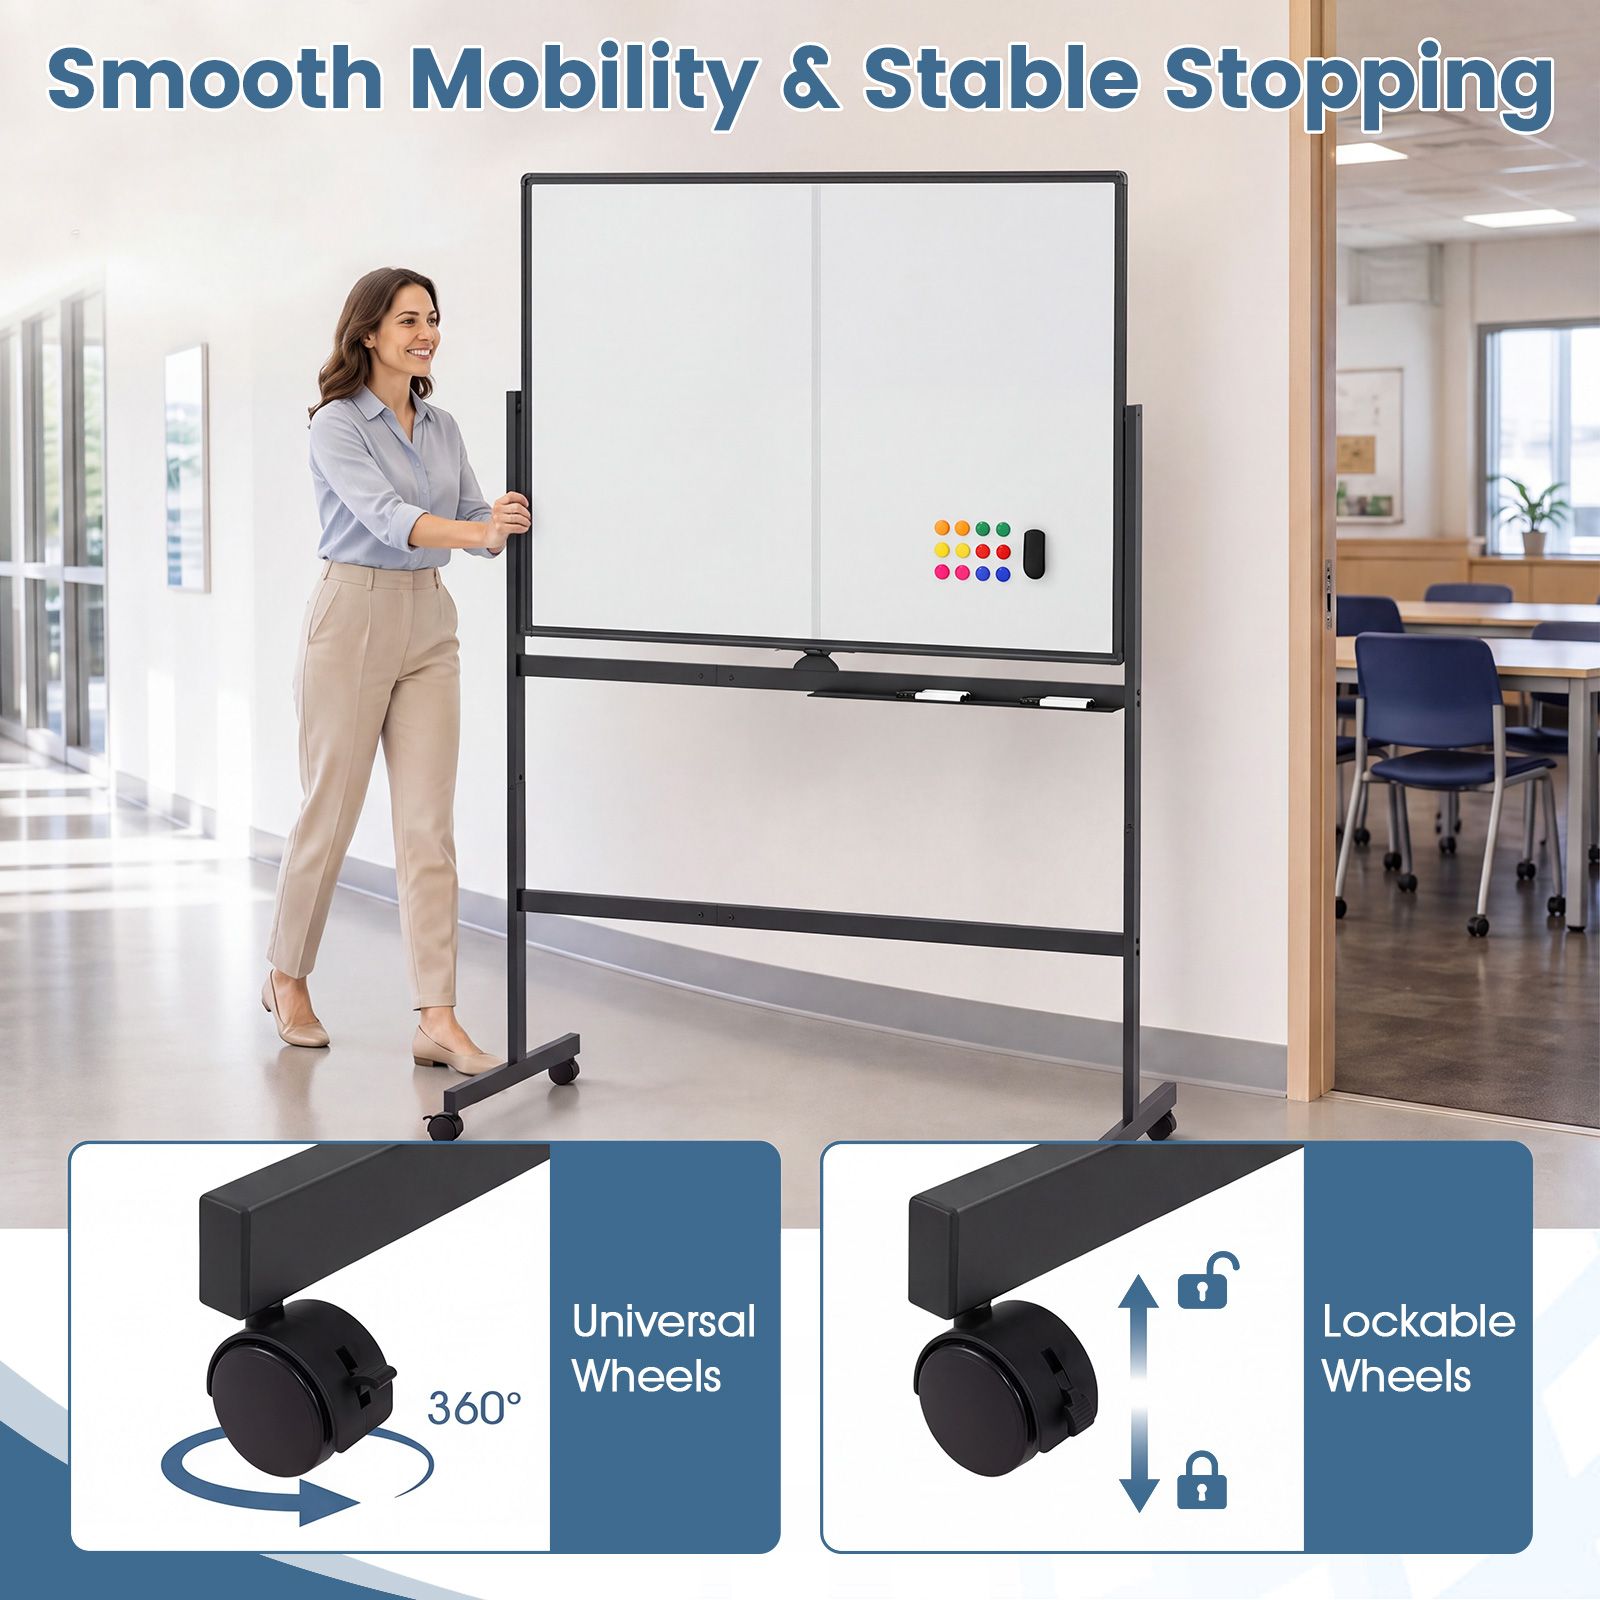 Smooth Mobility & Stable Stopping
360°
Universal
Wheels
Lockable
Wheels